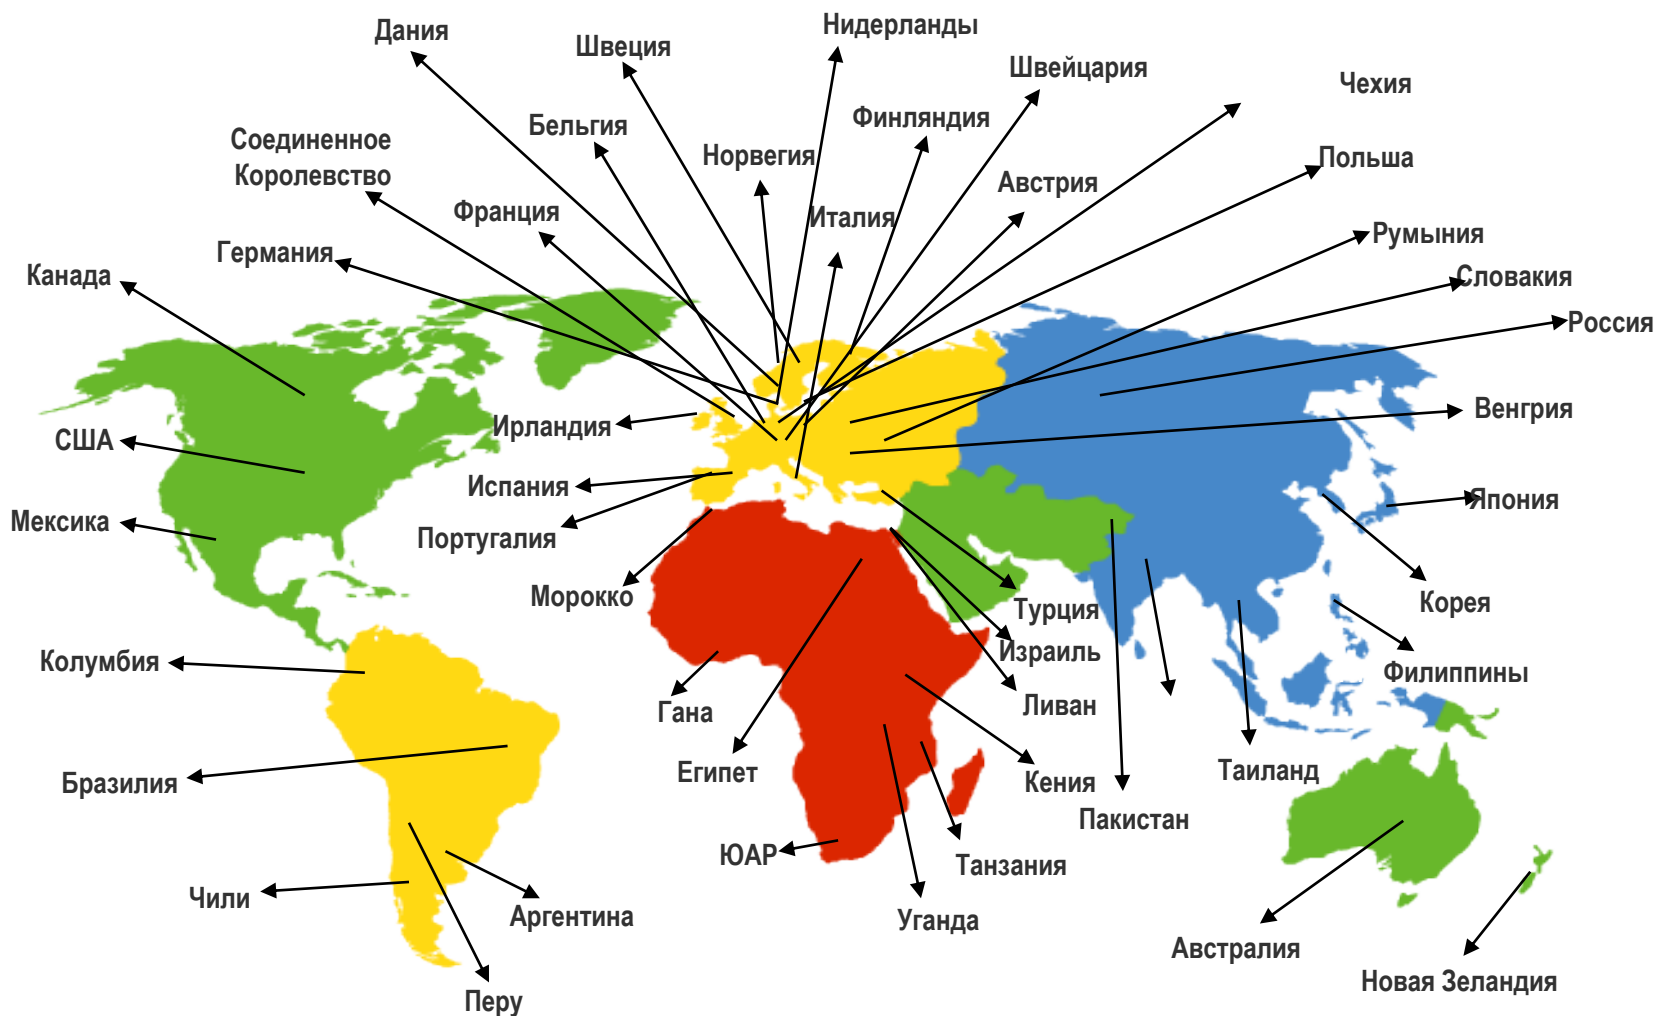 Дания
Швеция
Нидерланды
Швейцария
Чехия
Соединенное
Королевство
Бельгия
Норвегия
Финляндия
Польша
Франция
Италия
Австрия
Германия
Румыния
Канада
Словакия
Россия
США
Ирландия
Венгрия
Мексика
Испания
Япония
Португалия
Морокко
Турция
Корея
Колумбия
Израиль
Филиппины
Гана
Ливан
Бразилия
Египет
Кения
Таиланд
Пакистан
ЮАР
Танзания
Чили
Аргентина
Уганда
Австралия
Перу
Новая Зеландия